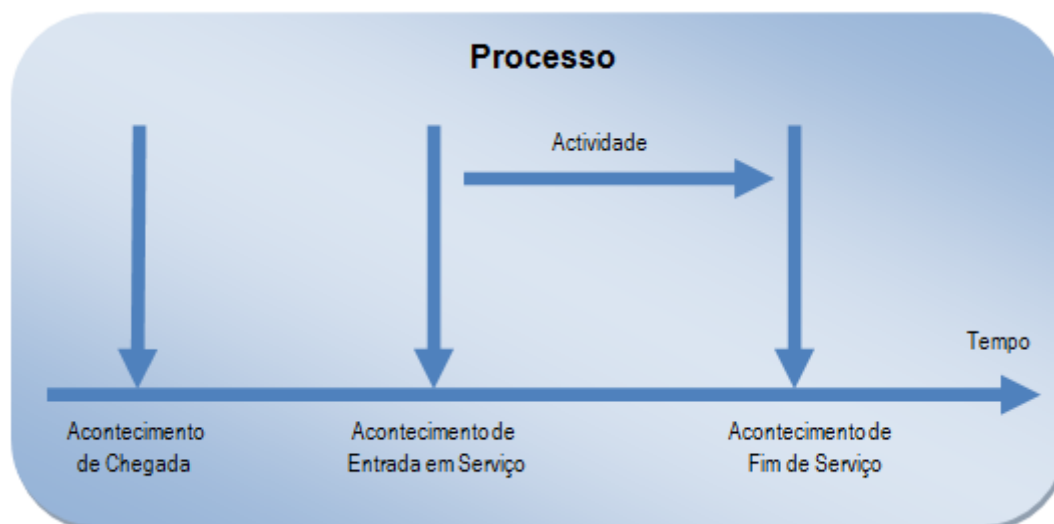 Processo
Actividade
Tempo
Acontecimento
de Chegada
Acontecimento de
Entrada em Serviço
Acontecimento de
Fim de Serviço